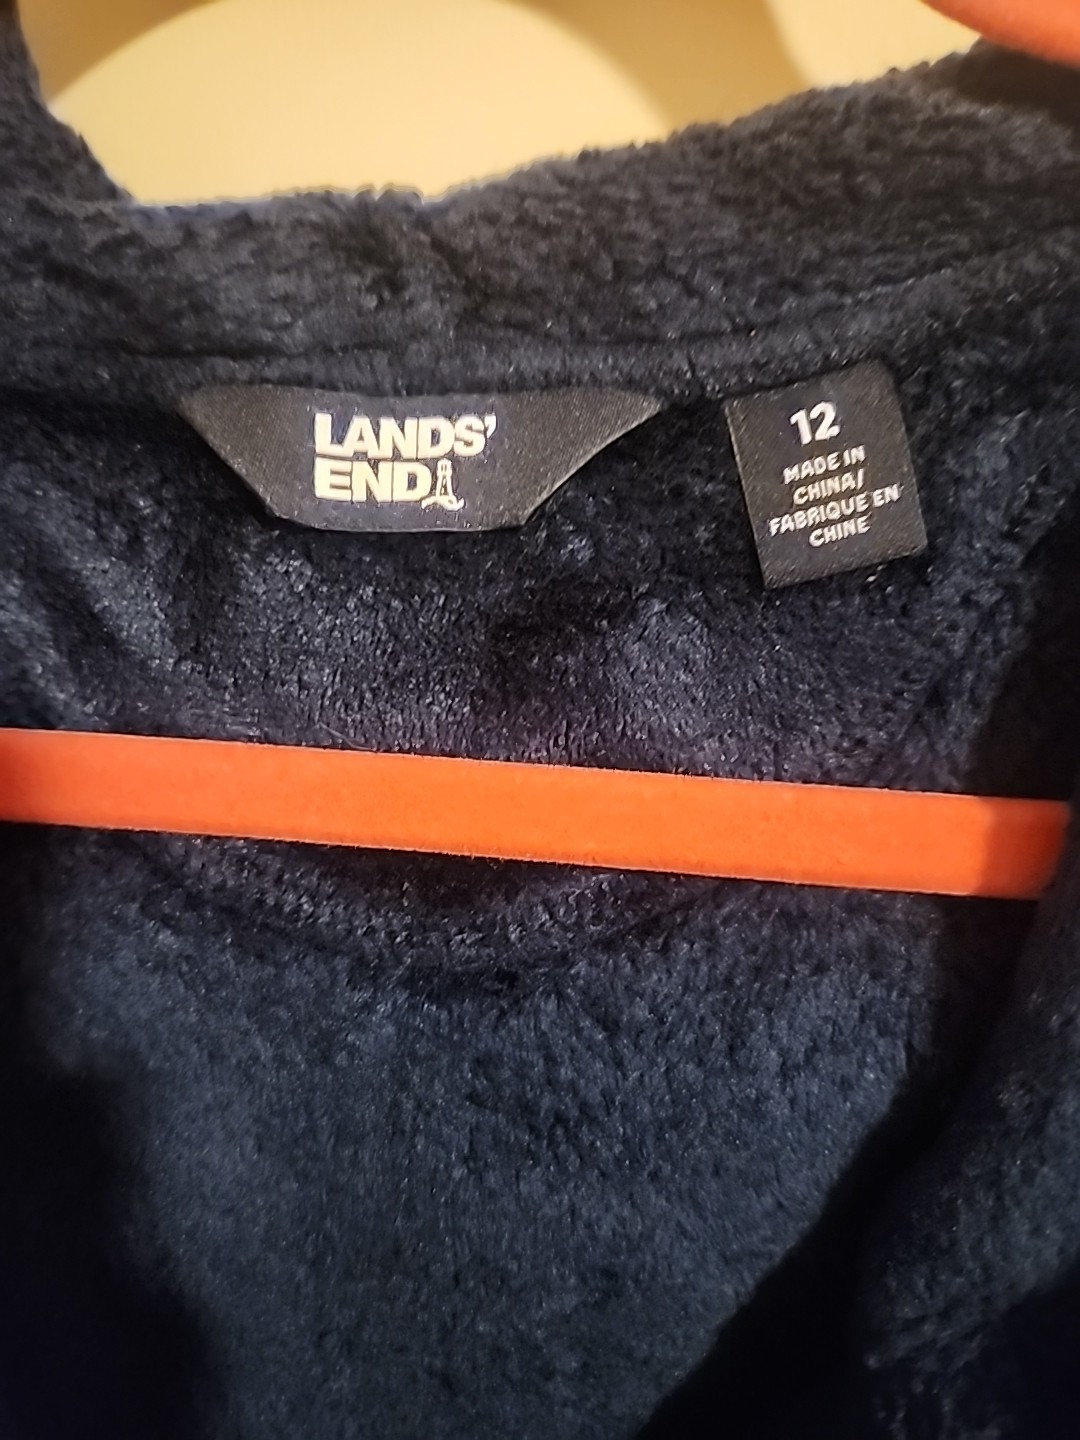 LANDS'
END
12
MADE IN
CHINA/
FABRIQUE EN
CHINE